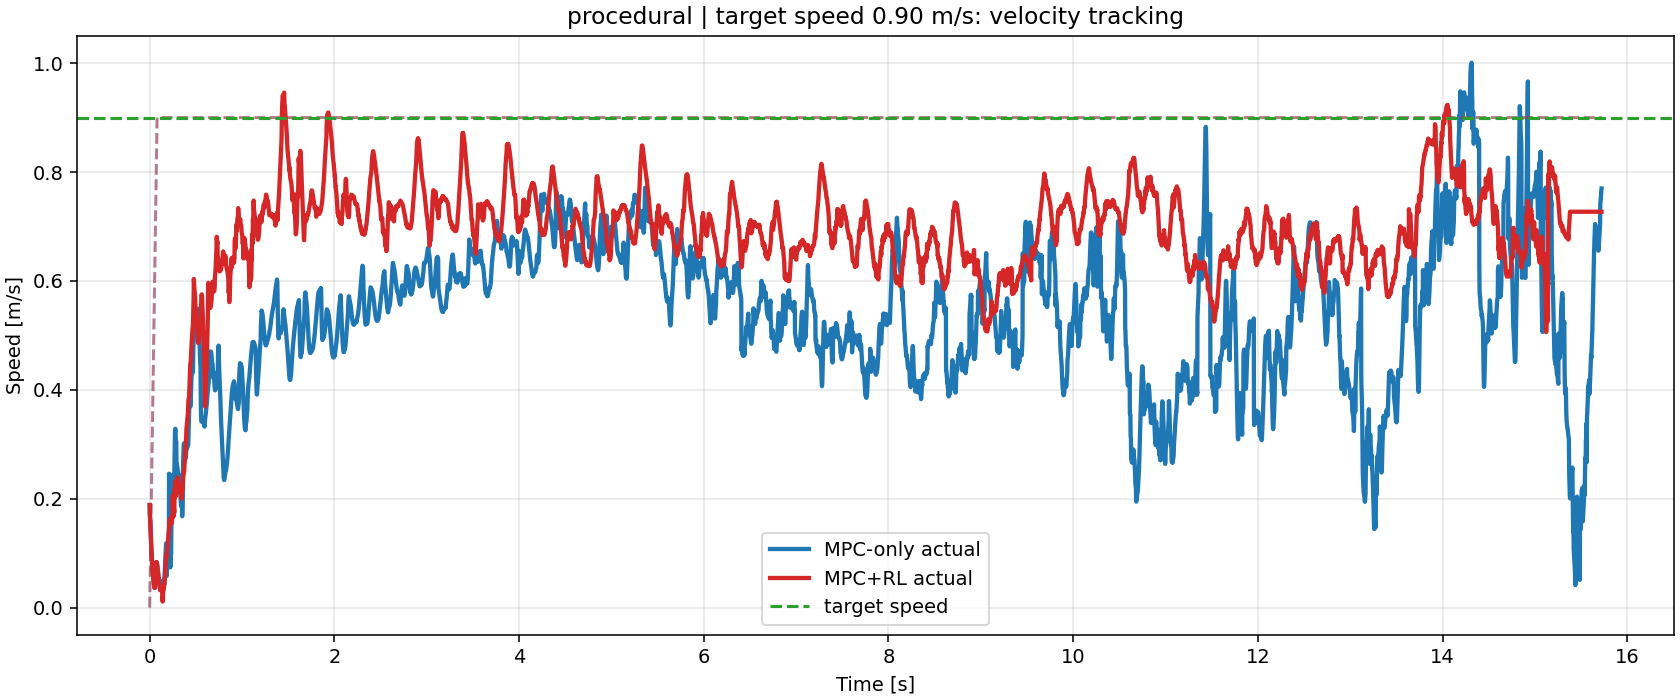 procedural | target speed 0.90 m/s: velocity tracking
Speed [m/s]
1.0
0.8
0.6
0.4
0.2
0.0
MPC-only actual
MPC+RL actual
target speed
0 2 4 6 8 10 12 14 16
Time [s]